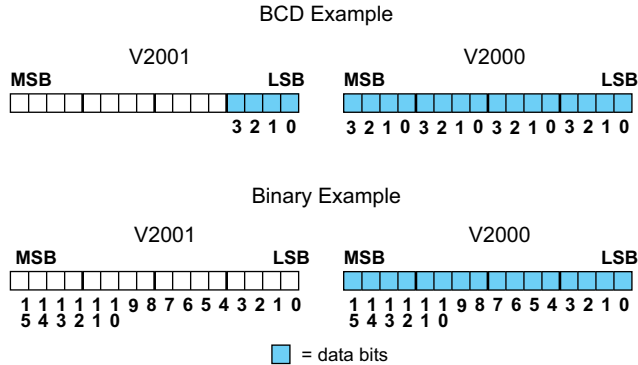 BCD Example
V2001 V2000
MSB LSB MSB LSB
3 2 1 0 3 2 1 0 3 2 1 0 3 2 1 0 3 2 1 0
Binary Example
V2001 V2000
MSB LSB MSB LSB
15 14 13 12 11 10 9 8 7 6 5 4 3 2 1 0 15 14 13 12 11 10 9 8 7 6 5 4 3 2 1 0
= data bits